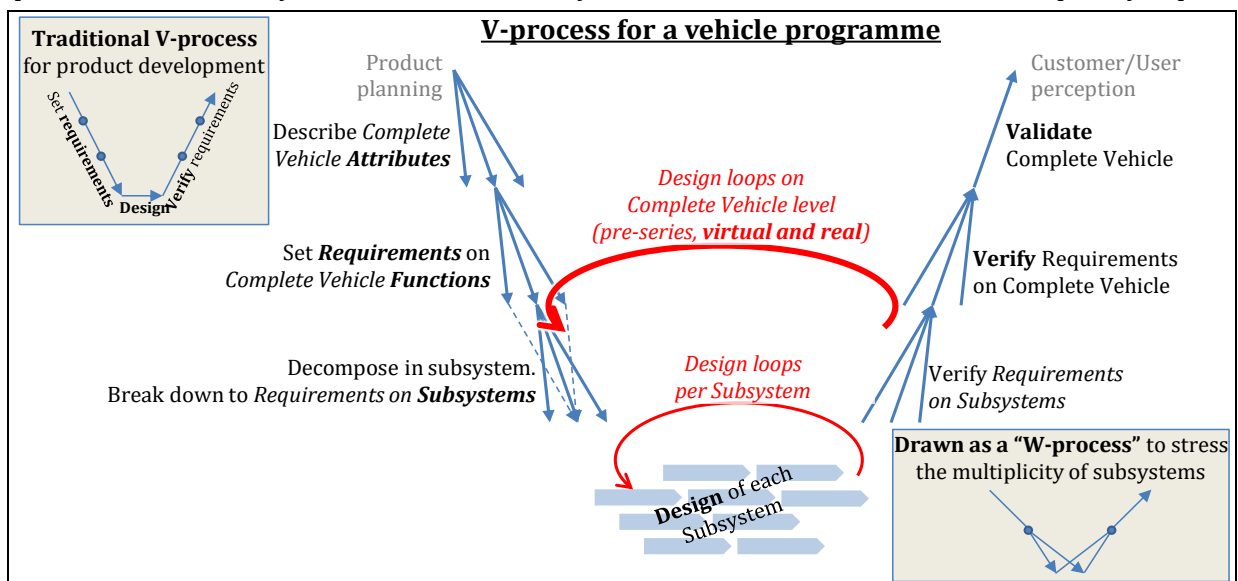 V-process for a vehicle programme
Traditional V-process
for product development
Set requirements
Design
Verify requirements
Product
planning
Describe Complete
Vehicle Attributes
Set Requirements on
Complete Vehicle Functions
Decompose in subsystem.
Break down to Requirements on Subsystems
Design loops on
Complete Vehicle level
(pre-series, virtual and real)
Design loops
per Subsystem
Design of each
Subsystem
Customer/User
perception
Validate
Complete Vehicle
Verify Requirements
on Complete Vehicle
Verify Requirements
on Subsystems
Drawn as a “W-process” to stress
the multiplicity of subsystems